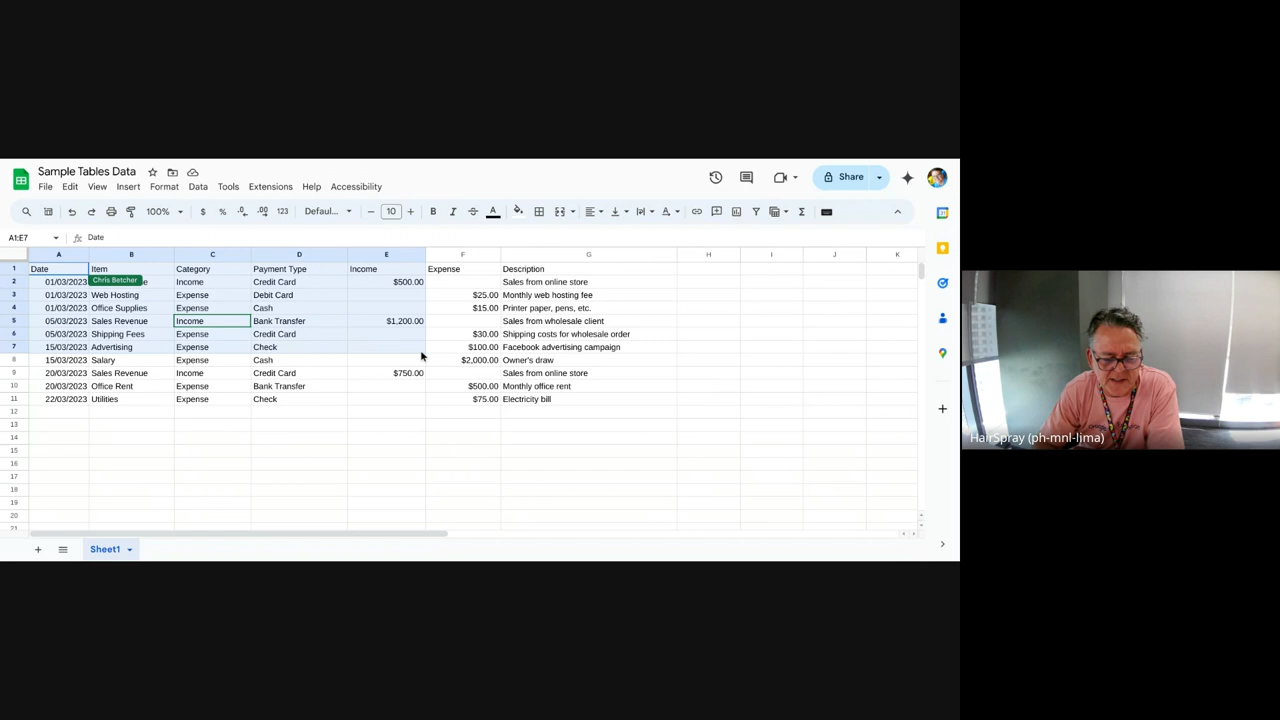 Sample Tables Data
File Edit View Insert Format Data Tools Extensions Help Accessibility
Share
100% $ % .0 .00 123 Defaul... 10 B I A
A1:E7 fx Date
A B C D E F G H I J K
1 Date Item Category Payment Type Income Expense Description
Chris Betcher
2 01/03/2023 e Income Credit Card $500.00 Sales from online store
3 01/03/2023 Web Hosting Expense Debit Card $25.00 Monthly web hosting fee
4 01/03/2023 Office Supplies Expense Cash $15.00 Printer paper, pens, etc.
5 05/03/2023 Sales Revenue Income Bank Transfer $1,200.00 Sales from wholesale client
6 05/03/2023 Shipping Fees Expense Credit Card $30.00 Shipping costs for wholesale order
7 15/03/2023 Advertising Expense Check $100.00 Facebook advertising campaign
8 15/03/2023 Salary Expense Cash $2,000.00 Owner's draw
9 20/03/2023 Sales Revenue Income Credit Card $750.00 Sales from online store
10 20/03/2023 Office Rent Expense Bank Transfer $500.00 Monthly office rent
11 22/03/2023 Utilities Expense Check $75.00 Electricity bill
12
13
14
15
16
17
18
19
20
21
Sheet1
HairSpray (ph-mnl-lima)